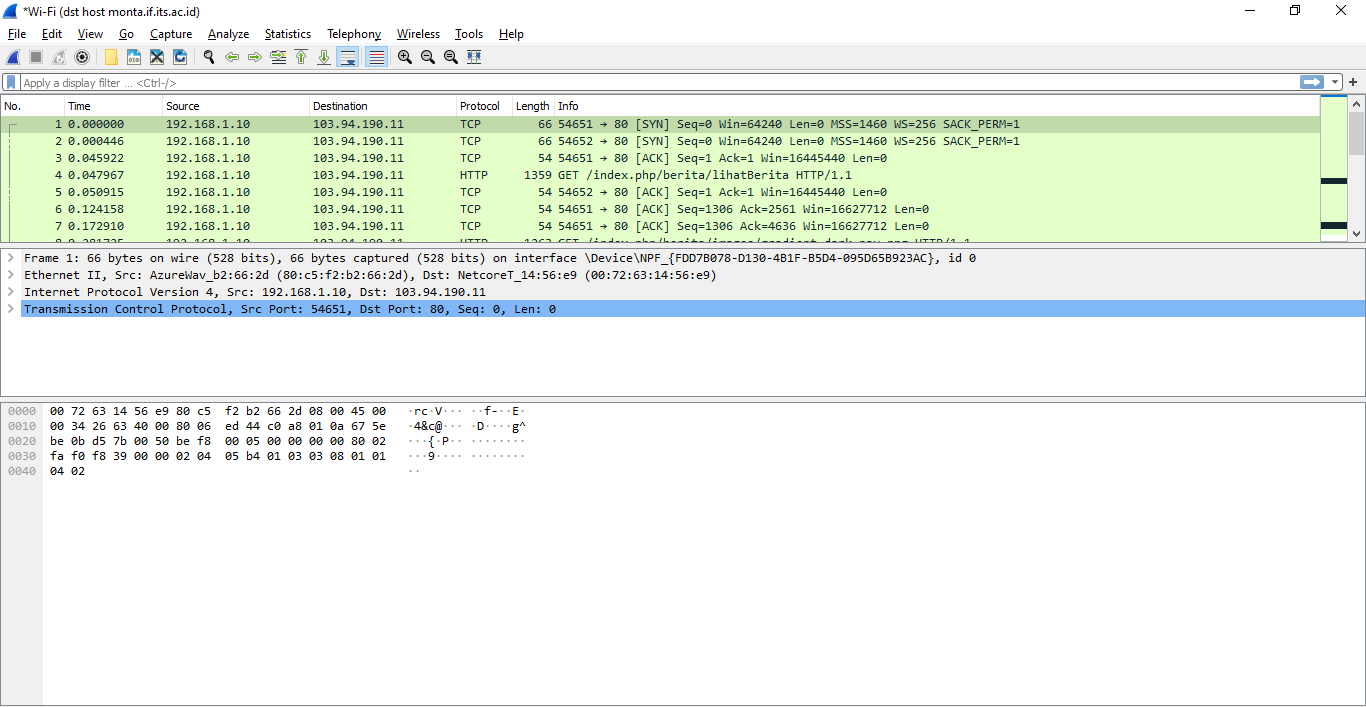 *Wi-Fi (dst host monta.if.its.ac.id)
File Edit View Go Capture Analyze Statistics Telephony Wireless Tools Help
Apply a display filter ... <Ctrl-/>
No. Time Source Destination Protocol Length Info
1 0.000000 192.168.1.10 103.94.190.11 TCP 66 54651 → 80 [SYN] Seq=0 Win=64240 Len=0 MSS=1460 WS=256 SACK_PERM=1
2 0.000446 192.168.1.10 103.94.190.11 TCP 66 54652 → 80 [SYN] Seq=0 Win=64240 Len=0 MSS=1460 WS=256 SACK_PERM=1
3 0.045922 192.168.1.10 103.94.190.11 TCP 54 54651 → 80 [ACK] Seq=1 Ack=1 Win=16445440 Len=0
4 0.047967 192.168.1.10 103.94.190.11 HTTP 1359 GET /index.php/berita/lihatBerita HTTP/1.1
5 0.050915 192.168.1.10 103.94.190.11 TCP 54 54652 → 80 [ACK] Seq=1 Ack=1 Win=16445440 Len=0
6 0.124158 192.168.1.10 103.94.190.11 TCP 54 54651 → 80 [ACK] Seq=1306 Ack=2561 Win=16627712 Len=0
7 0.172910 192.168.1.10 103.94.190.11 TCP 54 54651 → 80 [ACK] Seq=1306 Ack=4636 Win=16627712 Len=0
Frame 1: 66 bytes on wire (528 bits), 66 bytes captured (528 bits) on interface \Device\NPF_{FDD7B078-D130-4B1F-B5D4-095D65B923AC}, id 0
Ethernet II, Src: AzureWav_b2:66:2d (80:c5:f2:b2:66:2d), Dst: NetcoreT_14:56:e9 (00:72:63:14:56:e9)
Internet Protocol Version 4, Src: 192.168.1.10, Dst: 103.94.190.11
Transmission Control Protocol, Src Port: 54651, Dst Port: 80, Seq: 0, Len: 0
0000 00 72 63 14 56 e9 80 c5 f2 b2 66 2d 08 00 45 00 ·rc·V··· ··f-··E·
0010 00 34 26 63 40 00 80 06 ed 44 c0 a8 01 0a 67 5e ·4&c@··· ·D····g^
0020 be 0b d5 7b 00 50 be f8 00 05 00 00 00 00 80 02 ···{·P·· ········
0030 fa f0 f8 39 00 00 02 04 05 b4 01 03 03 08 01 01 ···9···· ········
0040 04 02 ··